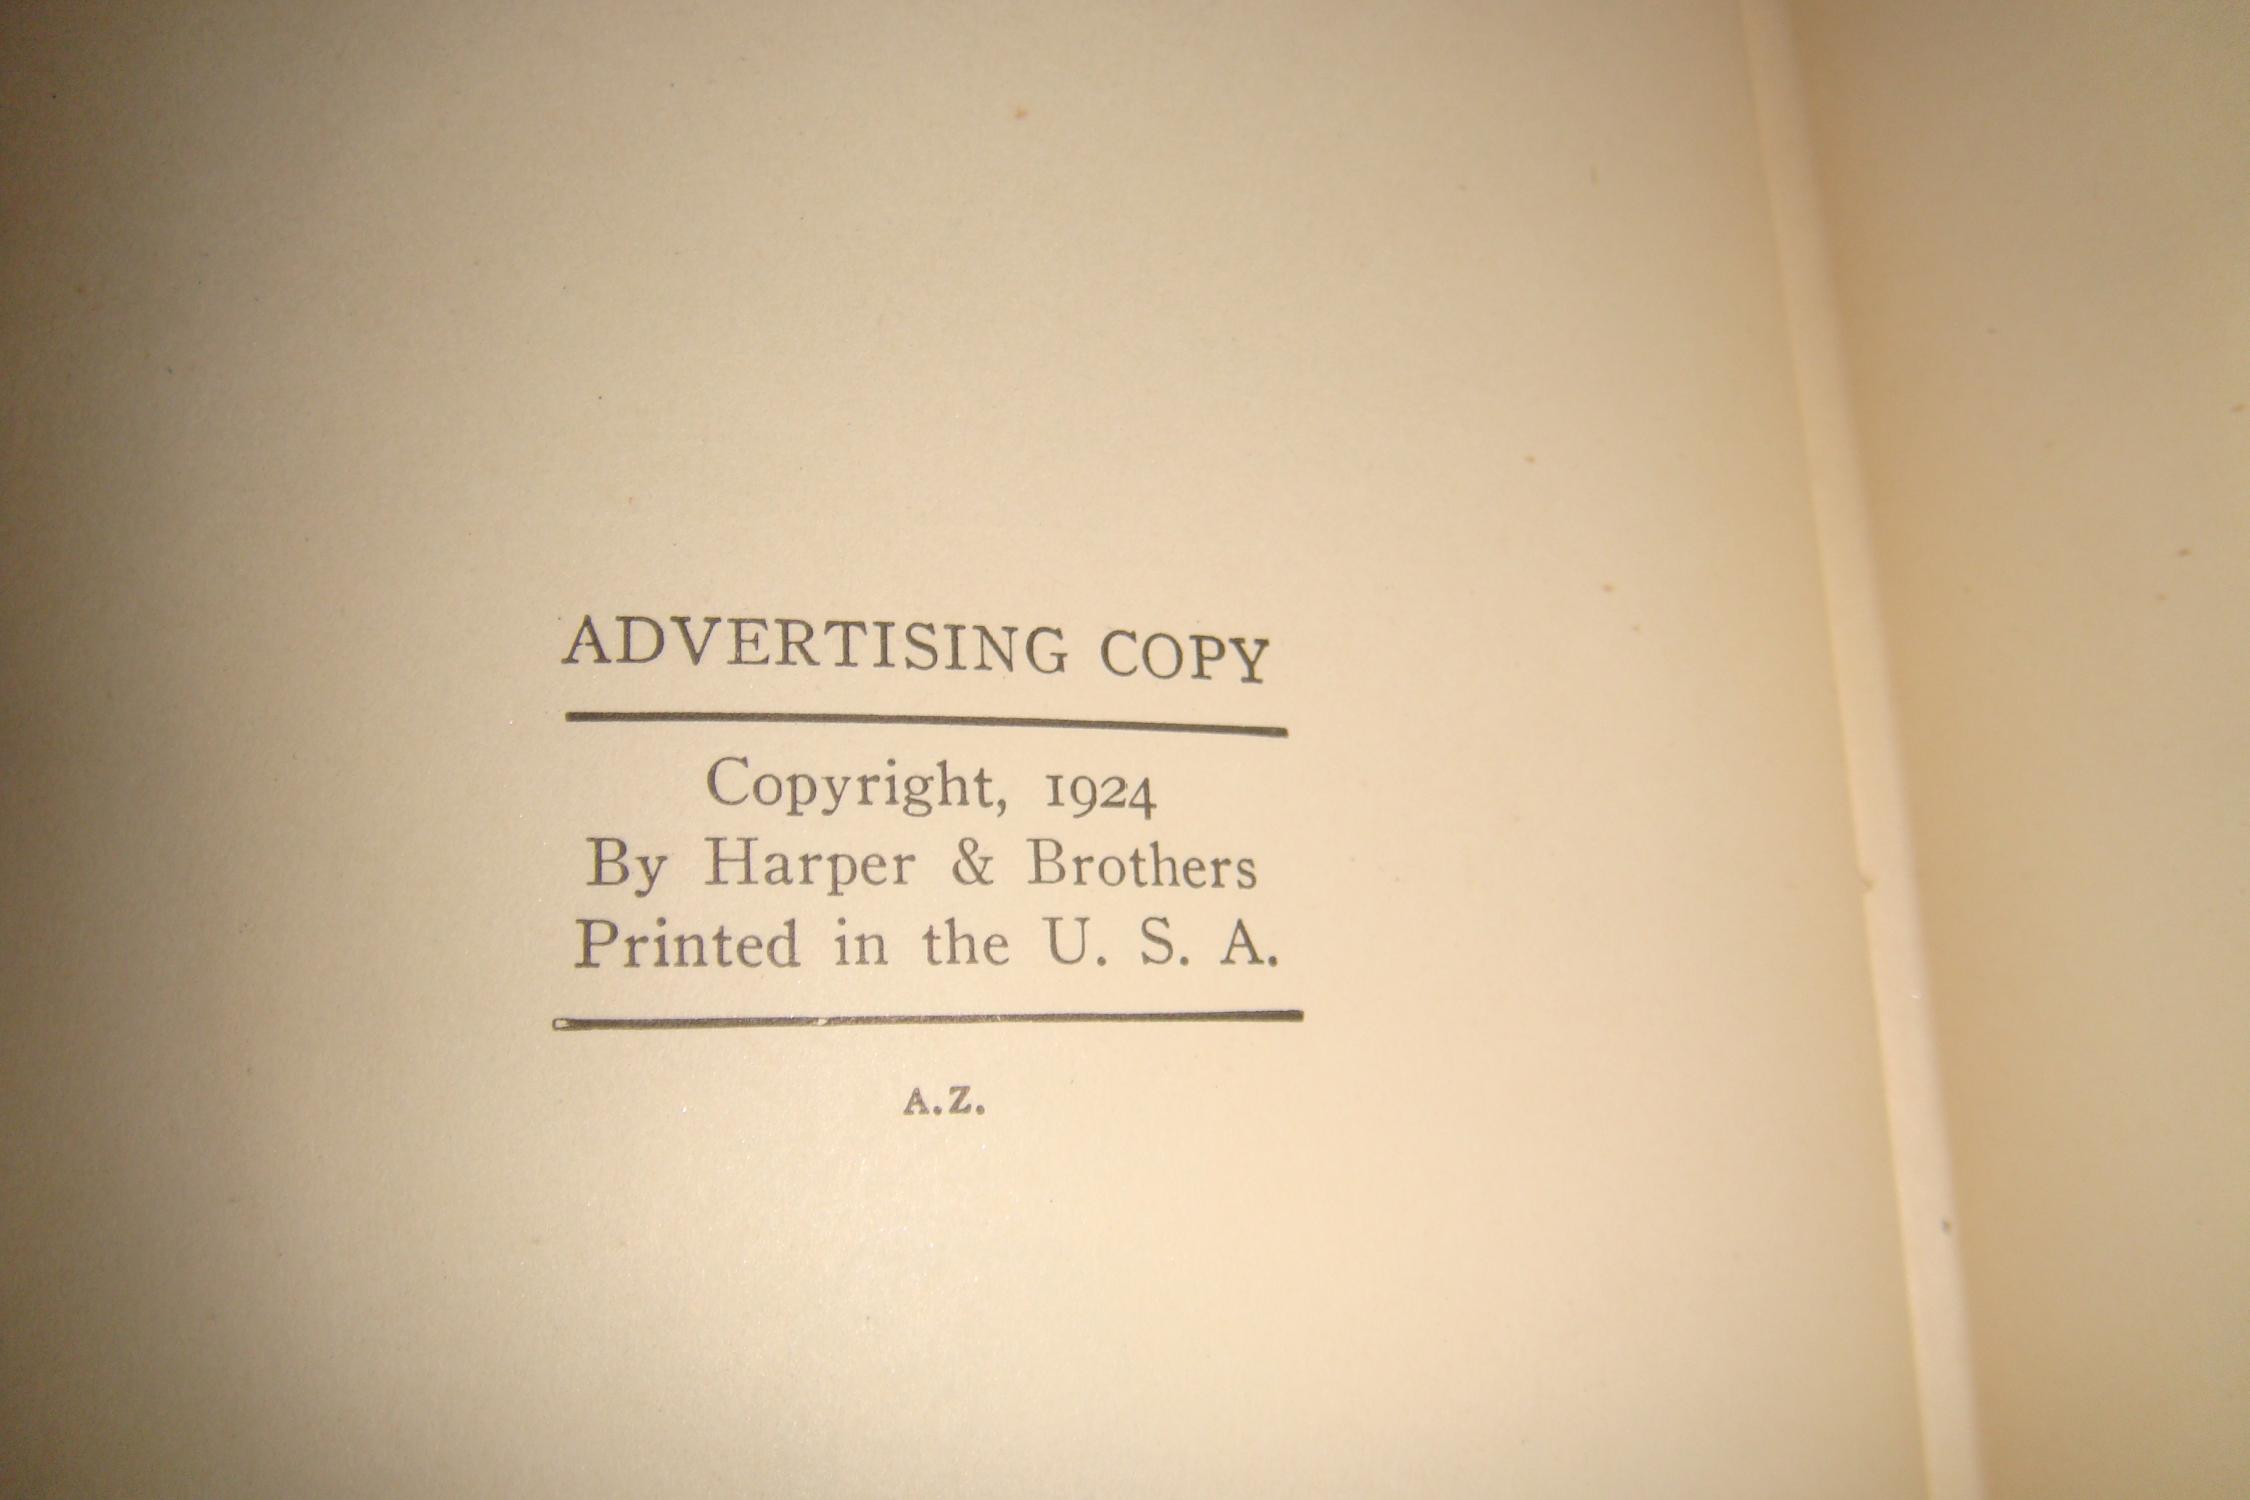 ADVERTISING COPY
Copyright, 1924
By Harper & Brothers
Printed in the U. S. A.
A.Z.